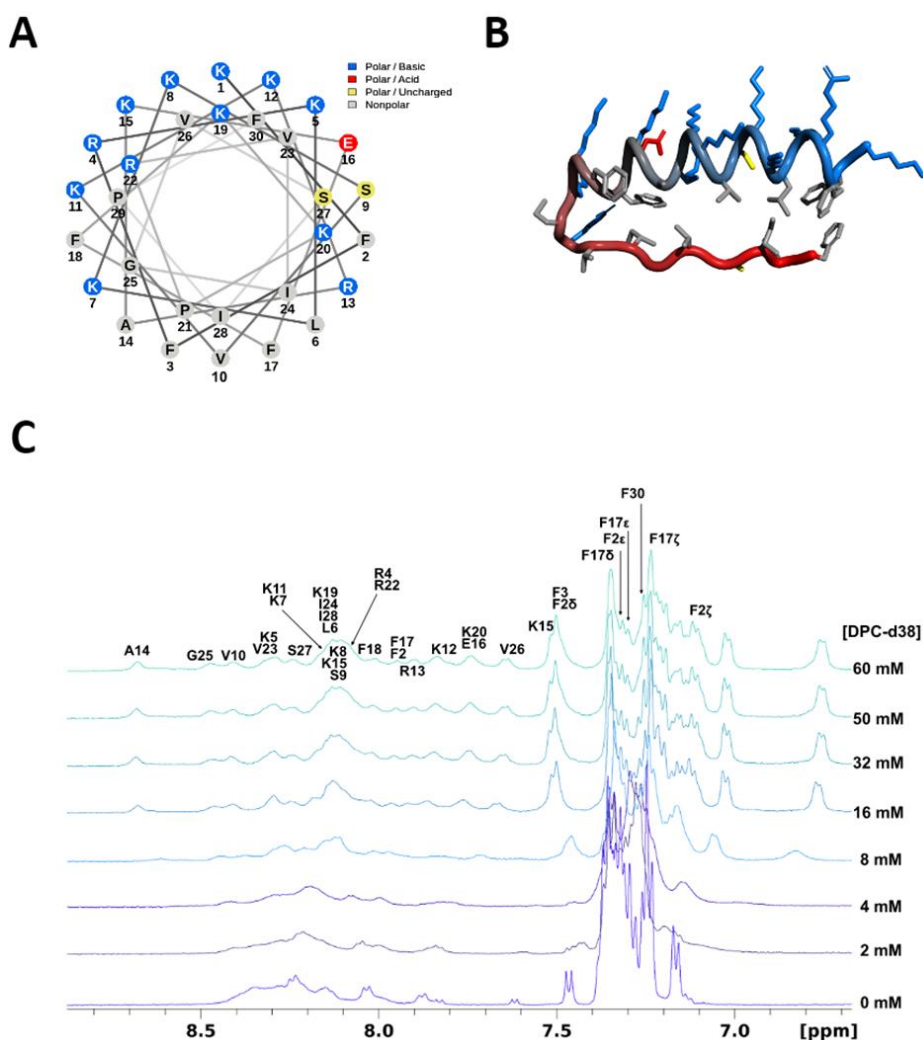 A
B
Polar / Basic
Polar / Acid
Polar / Uncharged
Nonpolar
K
1
K
8
K
12
K
15
V
26
K
19
F
30
V
23
K
5
R
4
R
22
E
16
K
11
P
29
S
27
S
9
F
18
G
25
K
20
F
2
K
7
A
14
P
21
I
28
I
24
R
13
L
6
F
3
V
10
F
17
C
F30
F17ε
F2ε
F17ζ
F17δ
R4
R22
K11
K7
K19
I24
I28
L6
F3
F2δ
F2ζ
[DPC-d38]
A14
G25
V10
K5
V23
S27
K8
K15
S9
F18
F17
F2
R13
K12
K20
E16
V26
K15
60 mM
50 mM
32 mM
16 mM
8 mM
4 mM
2 mM
0 mM
8.5
8.0
7.5
7.0
[ppm]